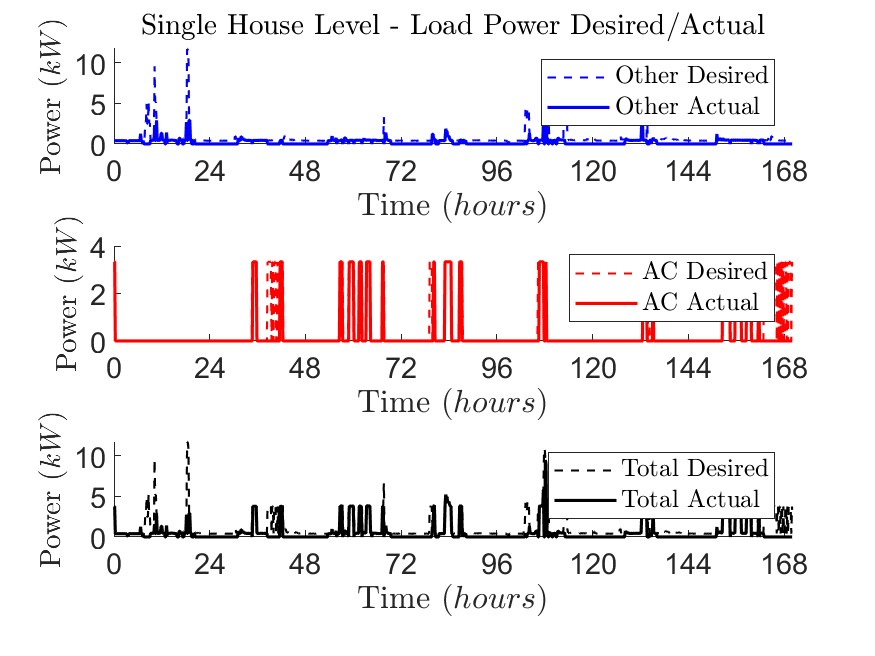 Single House Level - Load Power Desired/Actual
Power (kW)
10
5
0
Other Desired
Other Actual
0 24 48 72 96 120 144 168
Time (hours)
Power (kW)
4
2
0
AC Desired
AC Actual
0 24 48 72 96 120 144 168
Time (hours)
Power (kW)
10
5
0
Total Desired
Total Actual
0 24 48 72 96 120 144 168
Time (hours)